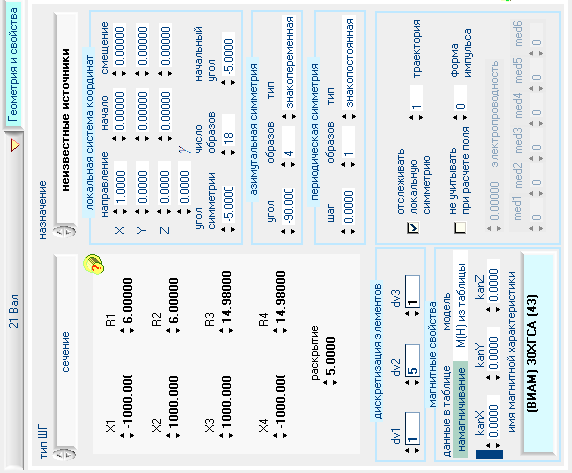 21 Вал
Геометрия и свойства
тип ШГ
сечение
X1 R1
-1000.000 6.00000
X2 R2
1000.000 6.00000
X3 R3
1000.000 14.98000
X4 R4
-1000.000 14.98000
раскрытие
5.0000
дискретизация элементов
dv1 dv2 dv3
1 5 1
магнитные свойства
данные в таблице модель
намагничивание M(H) из таблицы
kanX kanY kanZ
0.0000 0.0000 0.0000
имя магнитной характеристики
(ВИАМ) 30ХГСА (43)
назначение
неизвестные источники
локальная система координат
направление начало смещение
X 1.0000 0.00000 0.00000
Y 0.0000 0.00000 0.00000
Z 0.0000 0.00000 0.00000
0.0000 γ
угол число начальный
симметрии образов угол
-5.0000 18 -5.0000
азимутальная симметрия
угол образов тип
-90.000 4 знакопеременная
периодическая симметрия
шаг образов тип
0.0000 1 знакопостоянная
отслеживать
локальную 1 траектория
симметрию
не учитывать форма
при расчете поля 0 импульса
0.00000 электропроводность
med1 med2 med3 med4 med5 med6
0 0 0 0 0 0